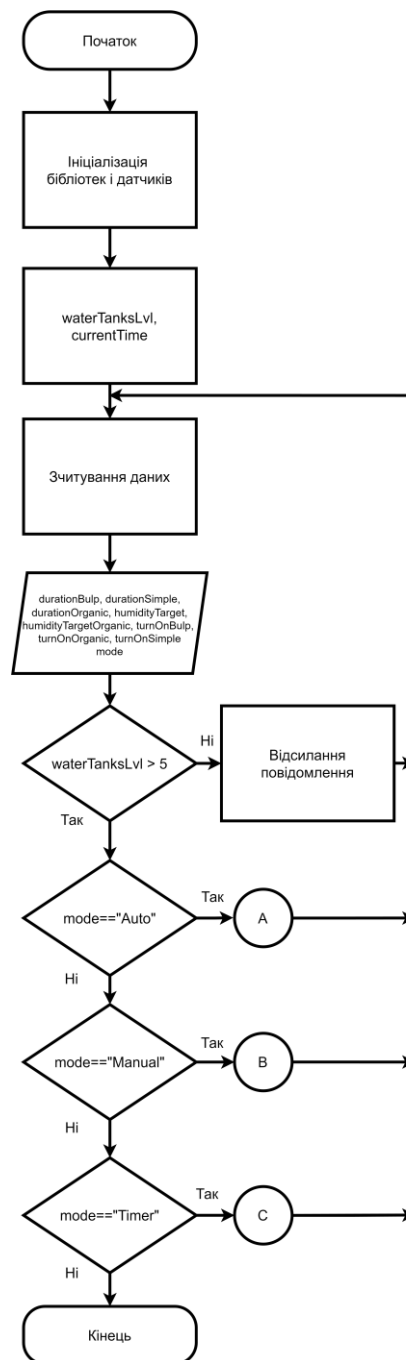 Початок
Ініціалізація
бібліотек і датчиків
waterTanksLvl,
currentTime
Зчитування даних
durationBulp, durationSimple,
durationOrganic, humidityTarget,
humidityTargetOrganic, turnOnBulp,
turnOnOrganic, turnOnSimple
mode
waterTanksLvl > 5
Ні
Відсилання
повідомлення
Так
mode=="Auto"
Так
A
Ні
mode=="Manual"
Так
B
Ні
mode=="Timer"
Так
C
Ні
Кінець